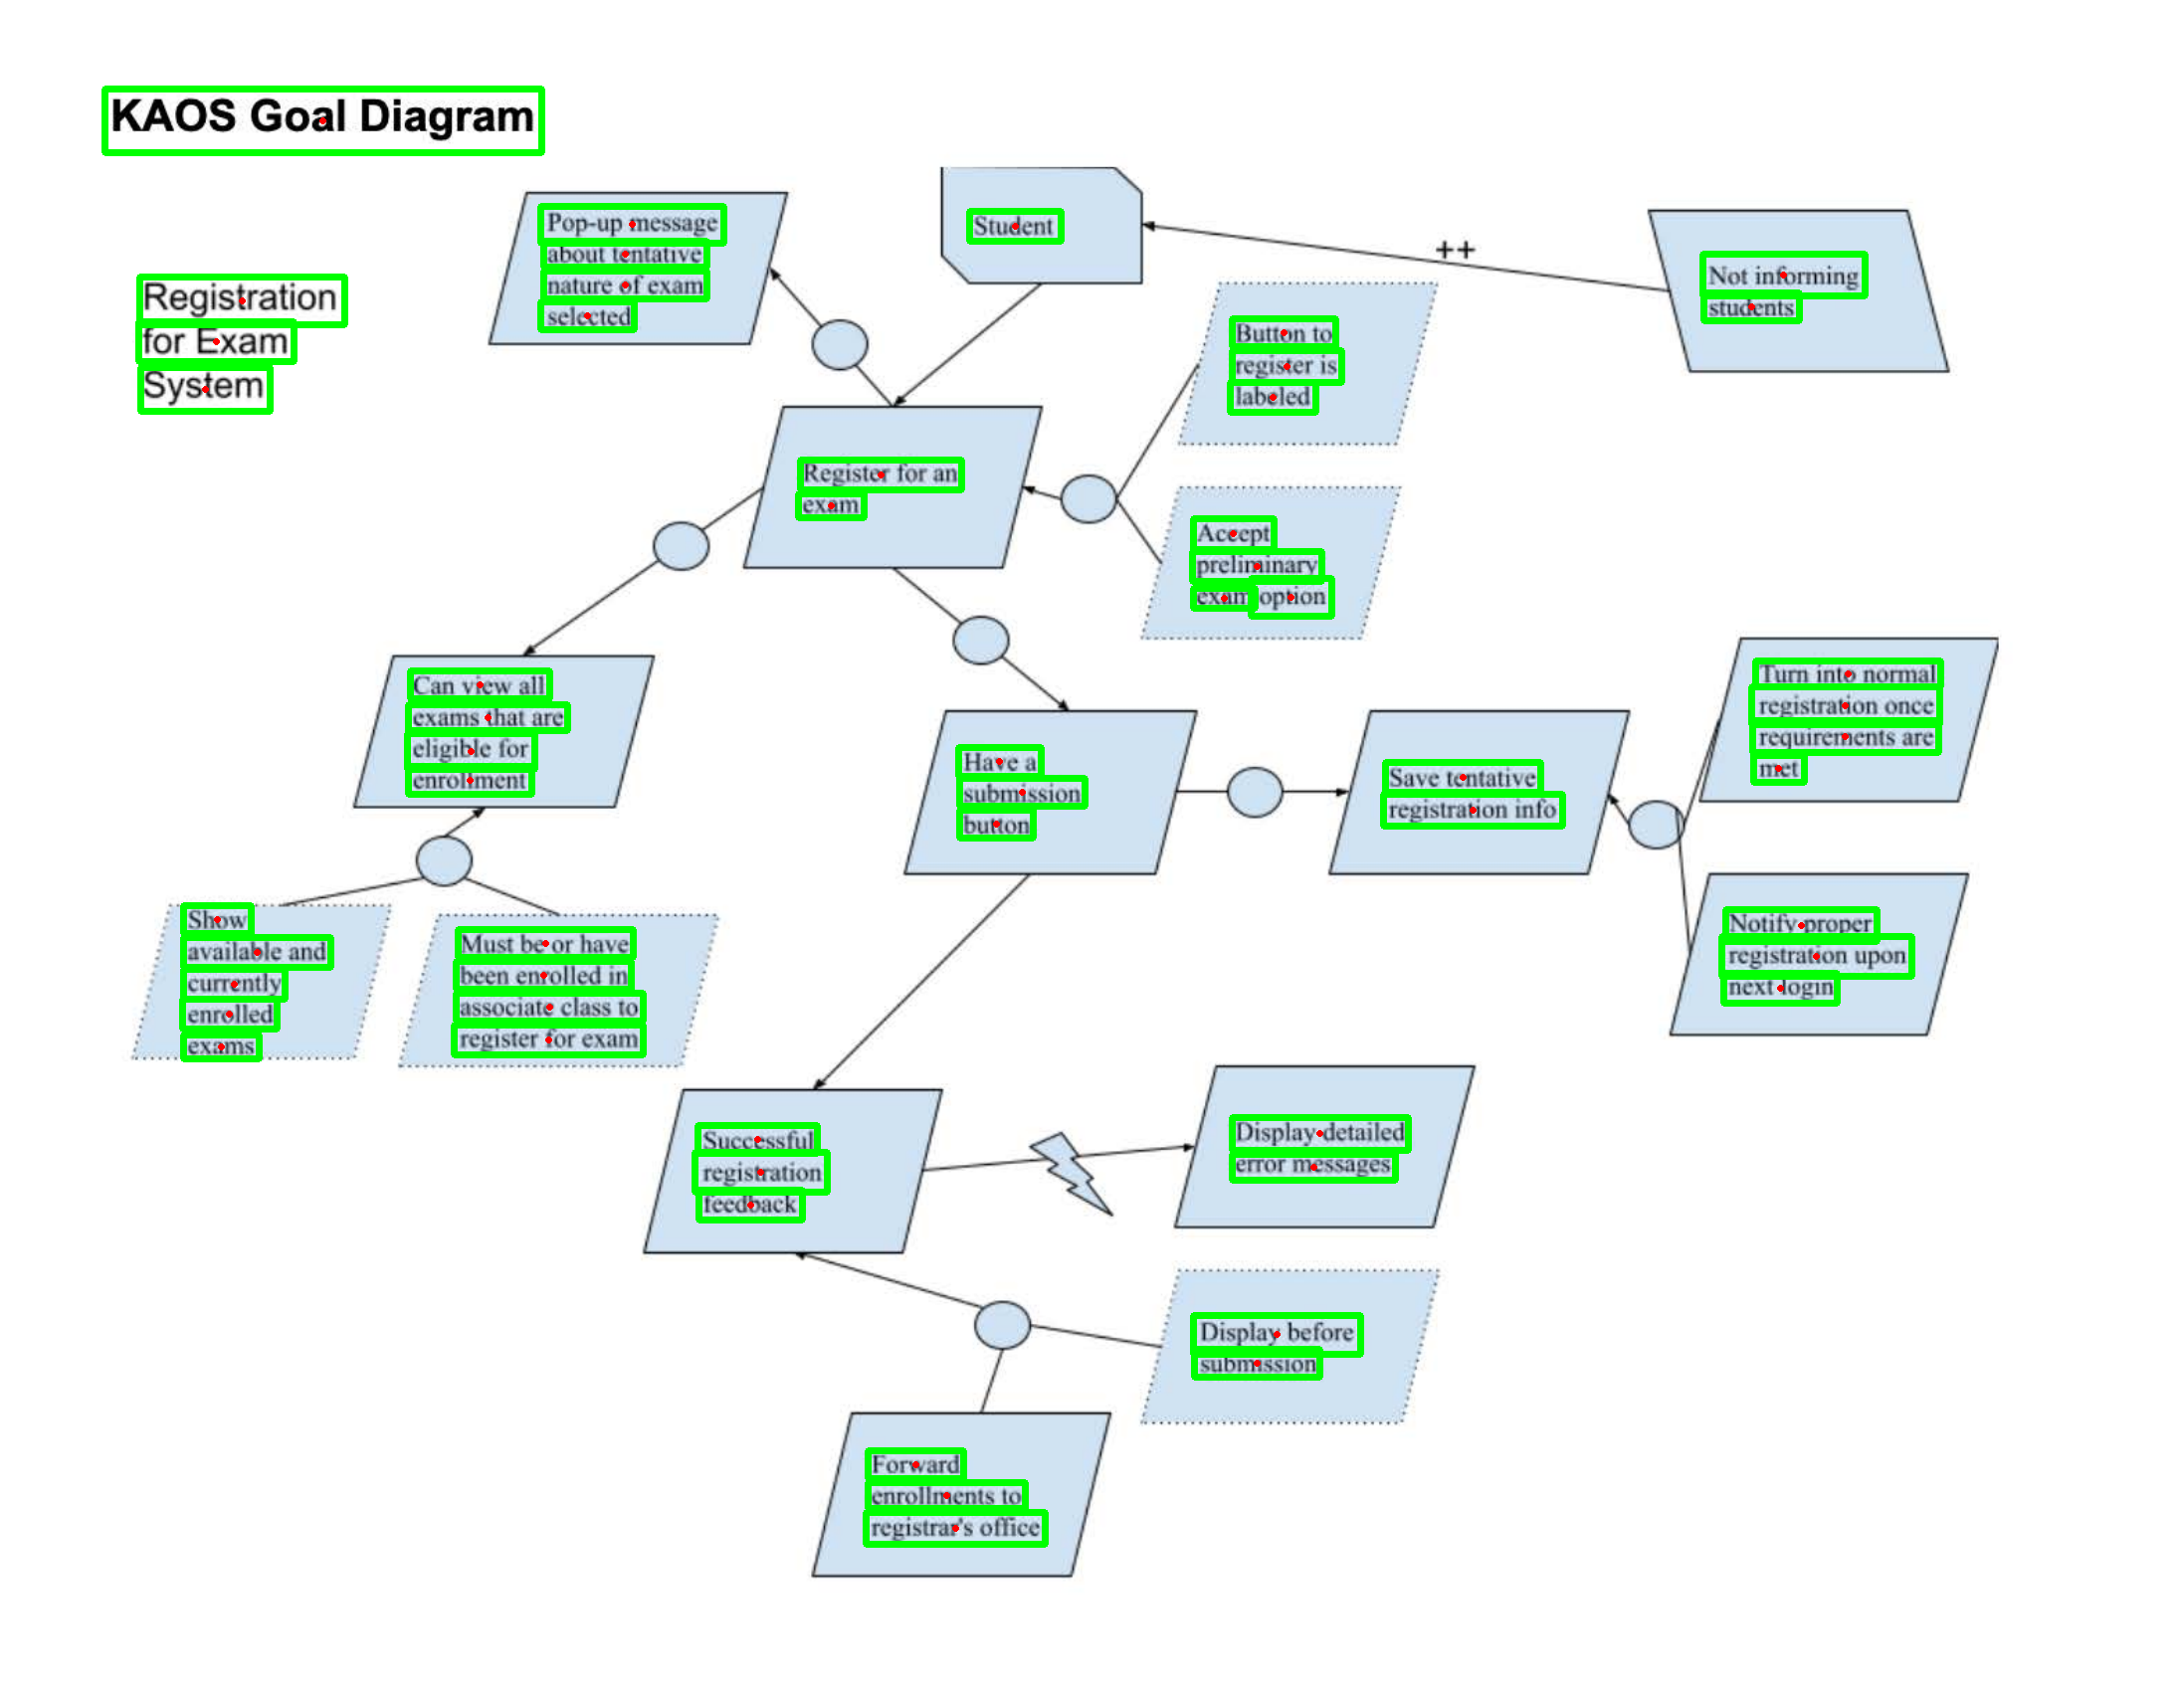 KAOS Goal Diagram
Registration
for Exam
System
Pop-up message
about tentative
nature of exam
selected
Student
++
Not informing
students
Button to
register is
labeled
Register for an
exam
Accept
preliminary
exam option
Can view all
exams that are
eligible for
enrollment
Have a
submission
button
Save tentative
registration info
Turn into normal
registration once
requirements are
met
Notify proper
registration upon
next login
Show
available and
currently
enrolled
exams
Must be or have
been enrolled in
associate class to
register for exam
Successful
registration
feedback
Display detailed
error messages
Display before
submission
Forward
enrollments to
registrar's office